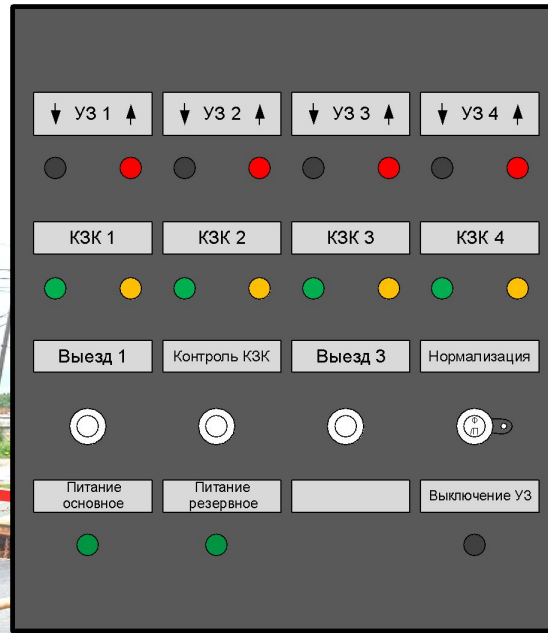 ↓ УЗ 1 ↑ ↓ УЗ 2 ↑ ↓ УЗ 3 ↑ ↓ УЗ 4 ↑
КЗК 1 КЗК 2 КЗК 3 КЗК 4
Выезд 1 Контроль КЗК Выезд 3 Нормализация
Ф
/П
Питание основное Питание резервное Выключение УЗ